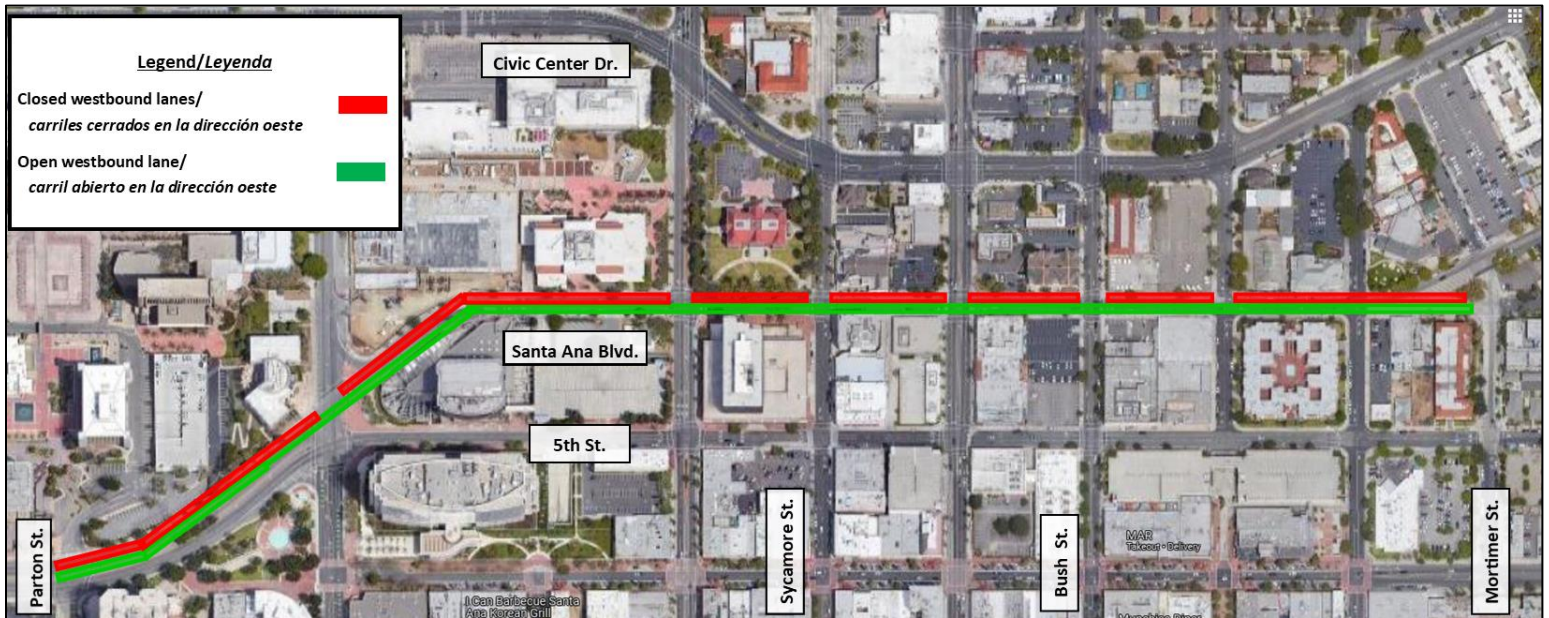 Legend/Leyenda
Closed westbound lanes/
carriles cerrados en la dirección oeste
Open westbound lane/
carril abierto en la dirección oeste
Civic Center Dr.
Santa Ana Blvd.
5th St.
Parton St.
Sycamore St.
Bush St.
Mortimer St.
MAR
Takeout • Delivery
I Can Barbecue Santa
Ana Korean Grill